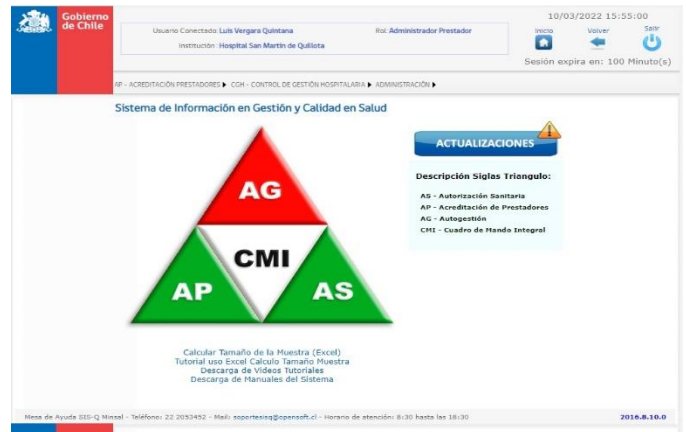 Gobierno
de Chile
10/03/2022 15:55:00
Usuario Conectado: Luis Vergara Quintana
Rol: Administrador Prestador
Institución: Hospital San Martín de Quillota
Inicio
Volver
Salir
Sesión expira en: 100 Minuto(s)
AP - ACREDITACIÓN PRESTADORES
CGH - CONTROL DE GESTIÓN HOSPITALARIA
ADMINISTRACIÓN
Sistema de Información en Gestión y Calidad en Salud
ACTUALIZACIONES
Descripción Siglas Triangulo:
AS - Autorización Sanitaria
AP - Acreditación de Prestadores
AG - Autogestión
CMI - Cuadro de Mando Integral
AG
CMI
AP
AS
Calcular Tamaño de la Muestra (Excel)
Tutorial uso Excel Calculo Tamaño Muestra
Descarga de Videos Tutoriales
Descarga de Manuales del Sistema
Mesa de Ayuda SIS-Q Minsal - Teléfono: 22 2053452 - Mail: soportesisq@opensoft.cl - Horario de atención: 8:30 hasta las 18:30
2016.8.10.0